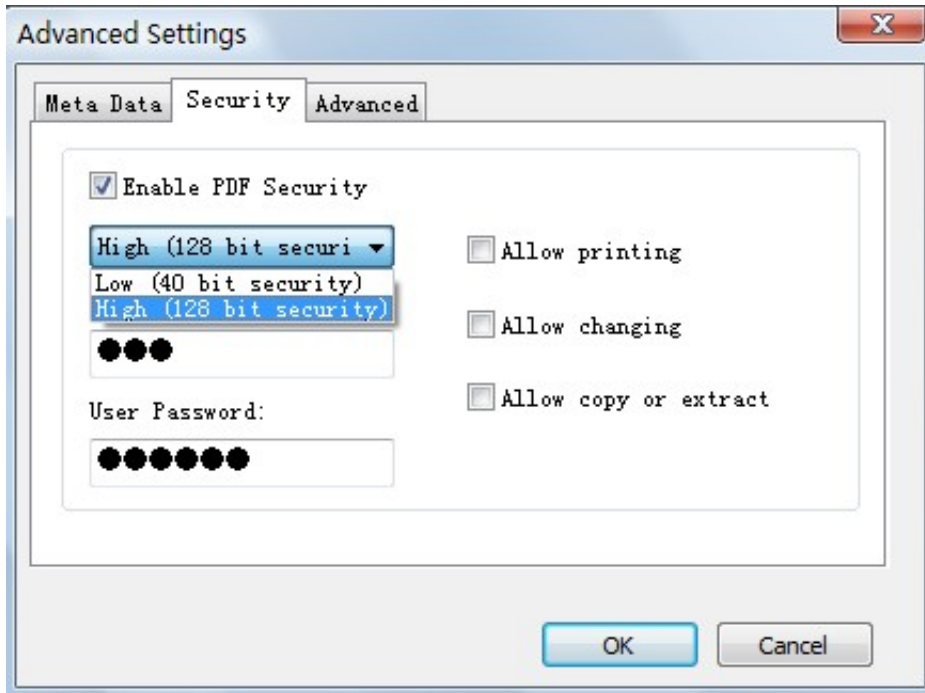 Advanced Settings
Meta Data Security Advanced
Enable PDF Security
High (128 bit securi
Low (40 bit security)
High (128 bit security)
Allow printing
Allow changing
Allow copy or extract
User Password:
OK Cancel